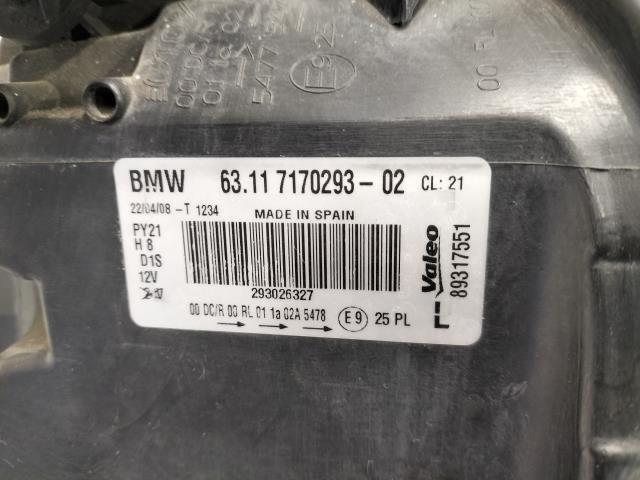 E9
BMW 63.11 7170293-02 CL: 21
22/04/08 -T 1234
MADE IN SPAIN
PY21
H 8
D1S
12V
293026327
00 DC/R 00 RL 01 1a 02A 5478
E 9 25 PL
Valeo
89317551